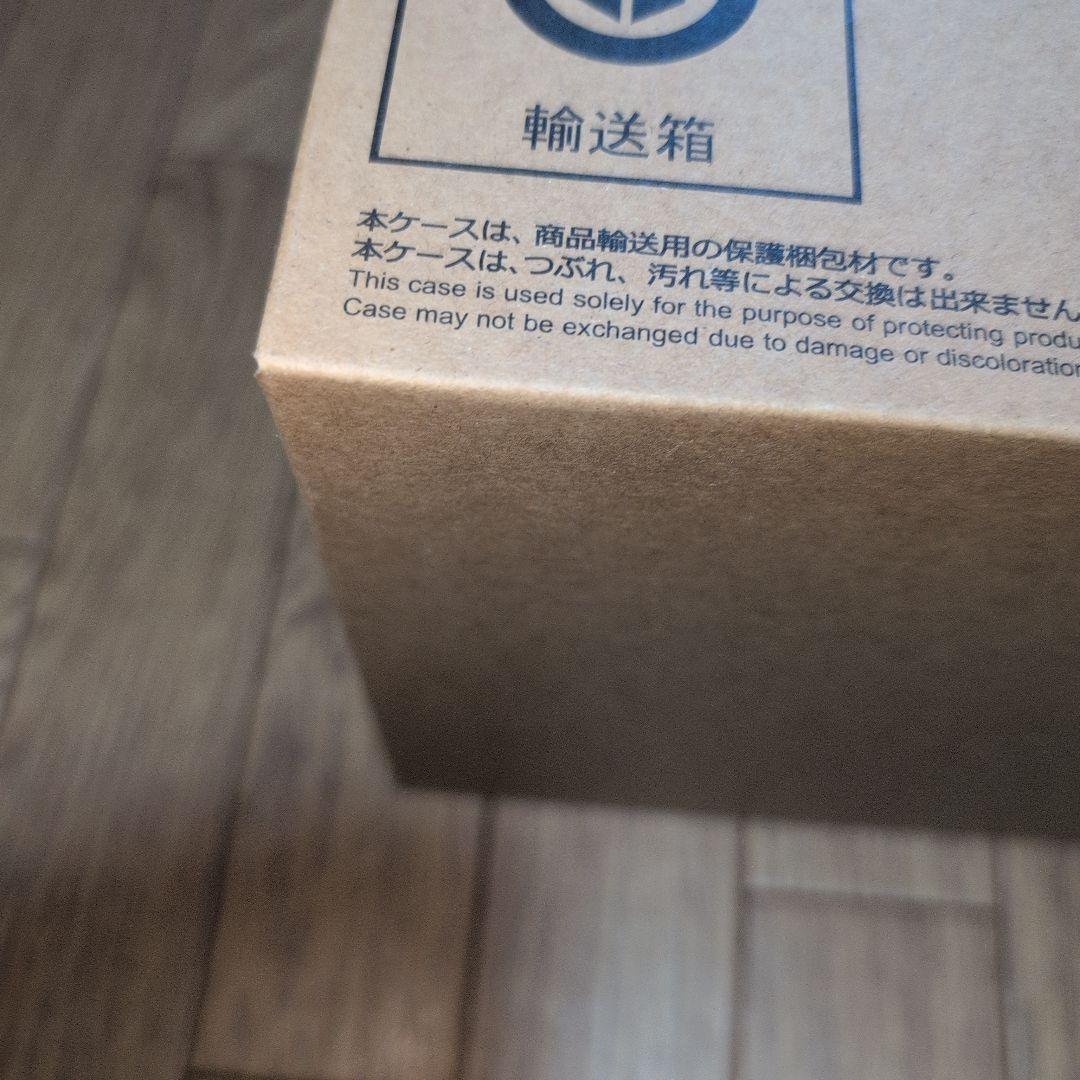 輸送箱
本ケースは、商品輸送用の保護梱包材です。
本ケースは、つぶれ、汚れ等による交換は出来ません
This case is used solely for the purpose of protecting
Case may not be exchanged due to damage or